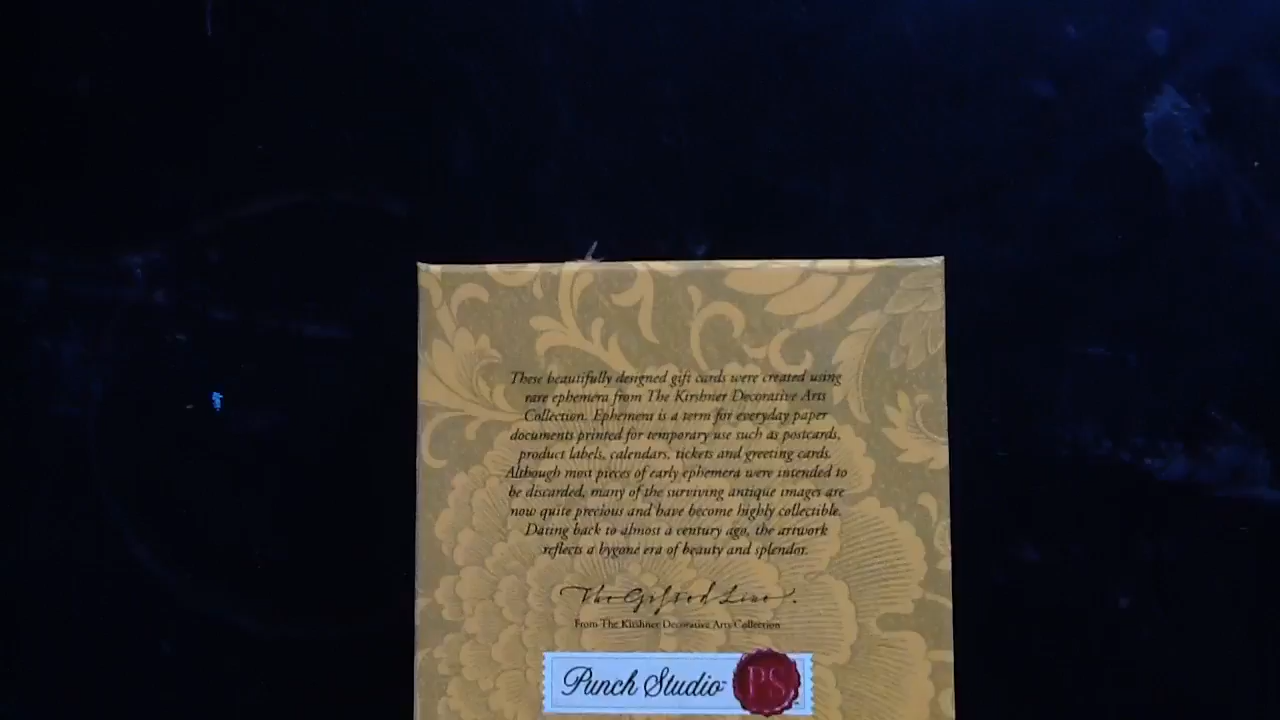 These beautifully designed gift cards were created using
rare ephemera from The Kirshner Decorative Arts
Collection. Ephemera is a term for everyday paper
documents printed for temporary use such as postcards,
product labels, calendars, tickets and greeting cards.
Although most pieces of early ephemera were intended to
be discarded, many of the surviving antique images are
now quite precious and have become highly collectible.
Dating back to almost a century ago, the artwork
reflects a bygone era of beauty and splendor.
The Gifted Line.
From The Kirshner Decorative Arts Collection
Punch Studio™ PS